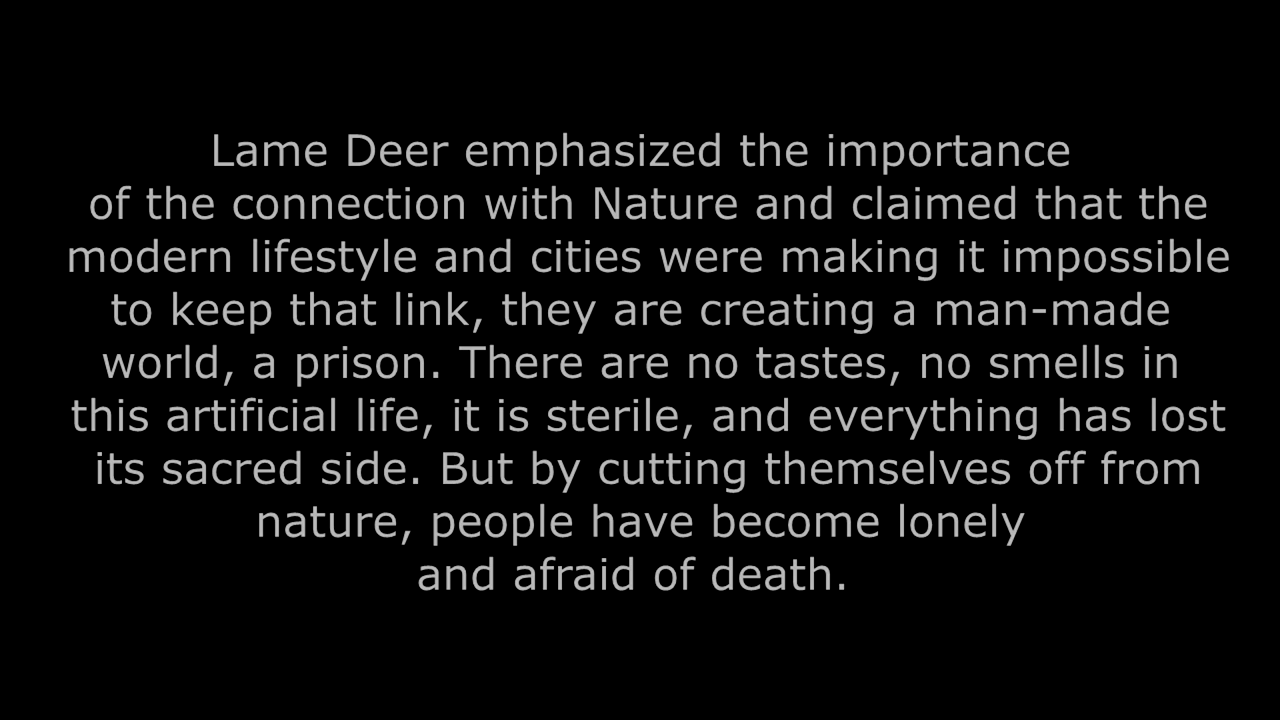 Lame Deer emphasized the importance
of the connection with Nature and claimed that the
modern lifestyle and cities were making it impossible
to keep that link, they are creating a man-made
world, a prison. There are no tastes, no smells in
this artificial life, it is sterile, and everything has lost
its sacred side. But by cutting themselves off from
nature, people have become lonely
and afraid of death.